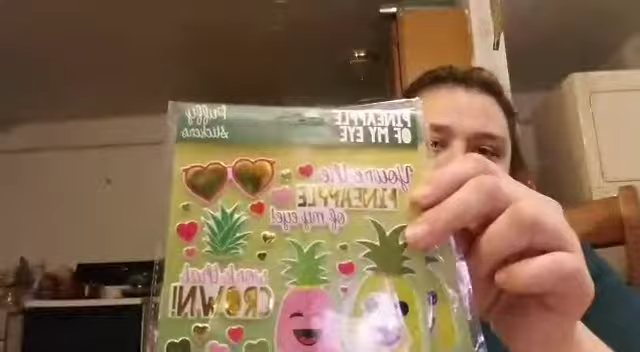 PINEAPPLE
OF MY EYE
Puffy
Stickers
You're the
PINEAPPLE
of my eye!
work that
CROWN!